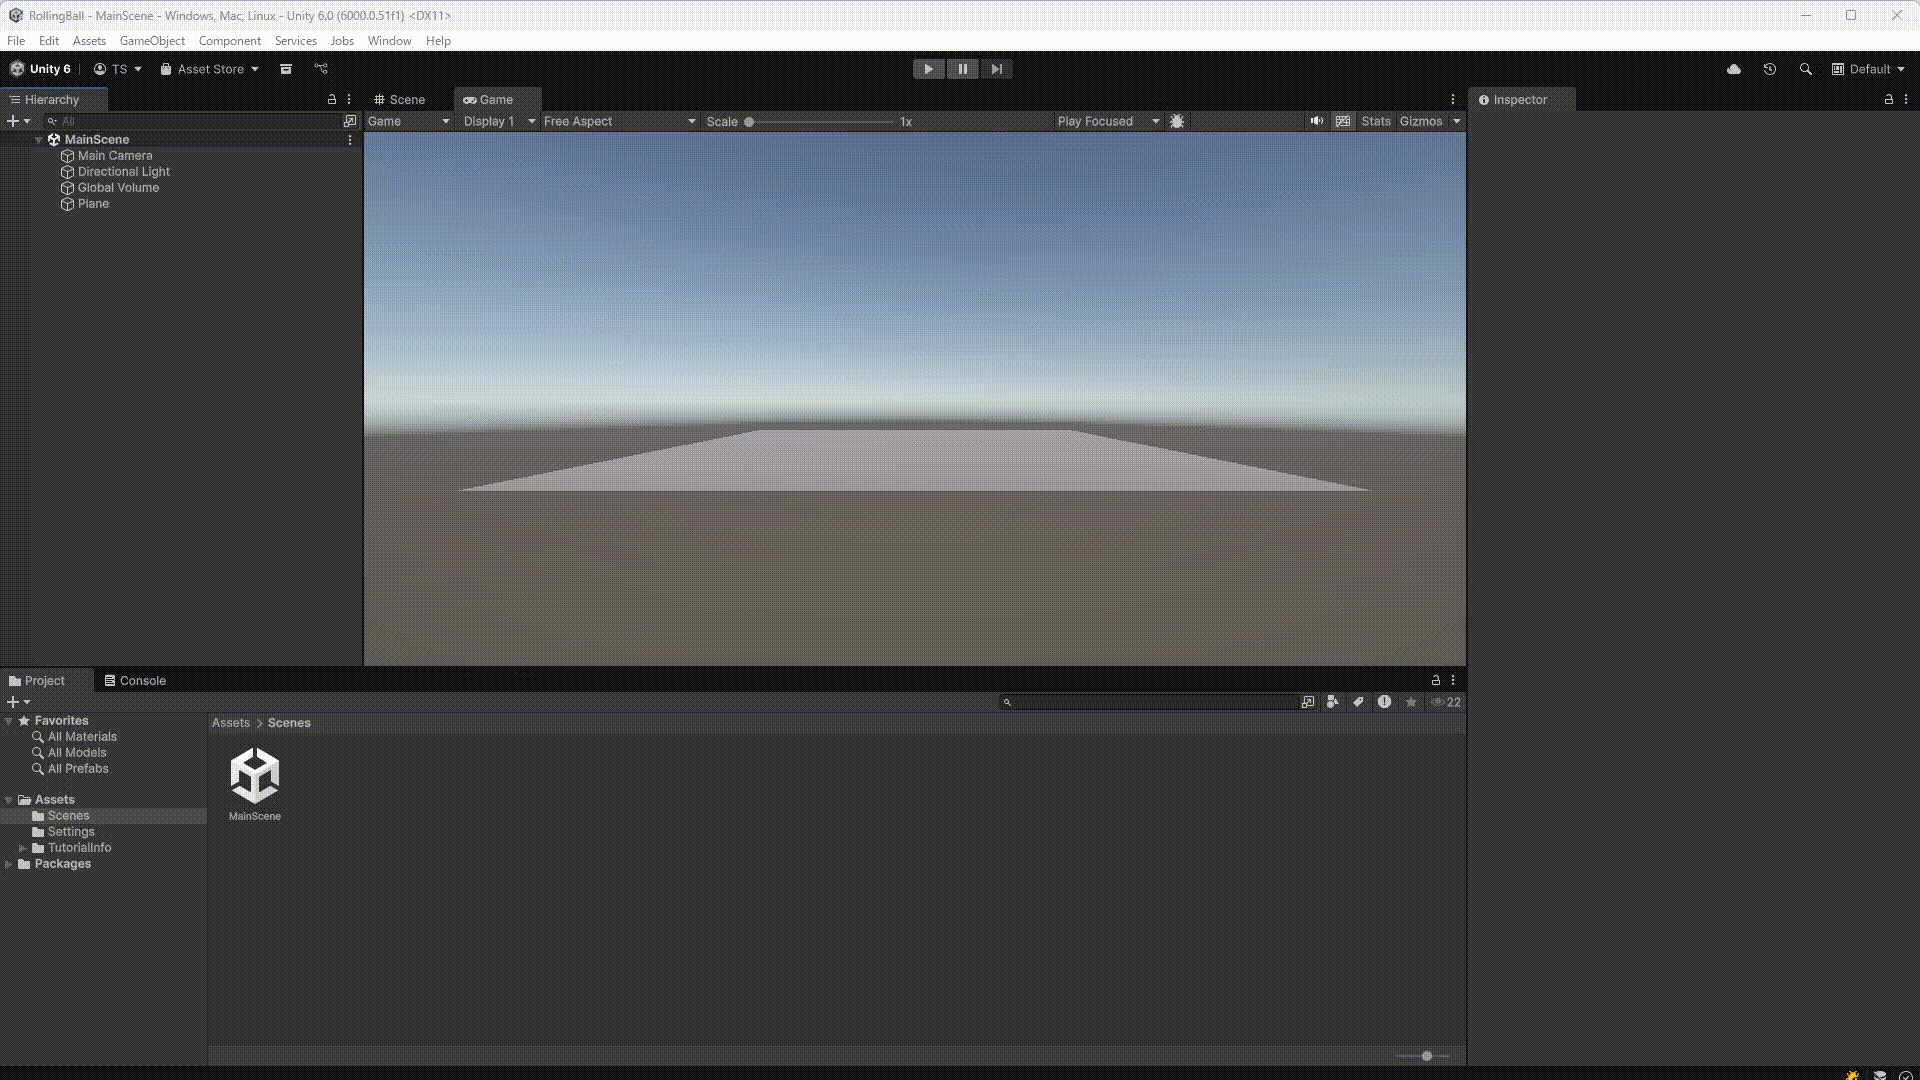 RollingBall - MainScene - Windows, Mac, Linux - Unity 6.0 (6000.0.51f1) <DX11>
File Edit Assets GameObject Component Services Jobs Window Help
Unity 6 TS Asset Store Default
Hierarchy Scene Game Inspector
All Game Display 1 Free Aspect Scale 1x Play Focused Stats Gizmos
MainScene
Main Camera
Directional Light
Global Volume
Plane
Project Console
22
Favorites
All Materials
All Models
All Prefabs
Assets
Scenes
Settings
TutorialInfo
Packages
Assets > Scenes
MainScene